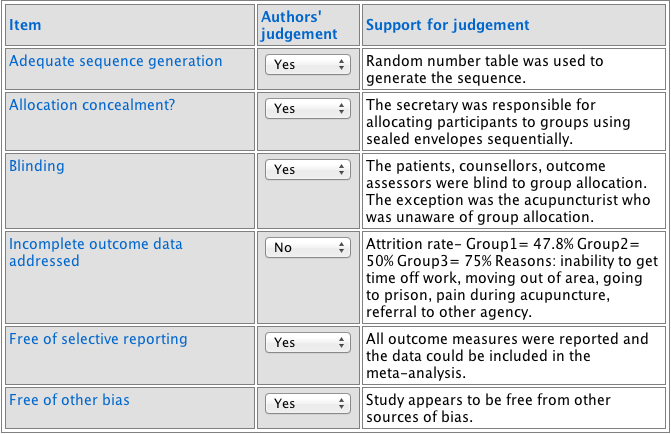 Item
Authors'
judgement
Support for judgement
Adequate sequence generation
Yes
Random number table was used to
generate the sequence.
Allocation concealment?
Yes
The secretary was responsible for
allocating participants to groups using
sealed envelopes sequentially.
Blinding
Yes
The patients, counsellors, outcome
assessors were blind to group allocation.
The exception was the acupuncturist who
was unaware of group allocation.
Incomplete outcome data
addressed
No
Attrition rate- Group1= 47.8% Group2=
50% Group3= 75% Reasons: inability to get
time off work, moving out of area, going
to prison, pain during acupuncture,
referral to other agency.
Free of selective reporting
Yes
All outcome measures were reported and
the data could be included in the
meta-analysis.
Free of other bias
Yes
Study appears to be free from other
sources of bias.